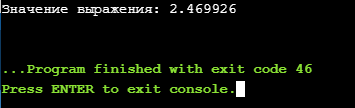 Значение выражения: 2.469926
...Program finished with exit code 46
Press ENTER to exit console.